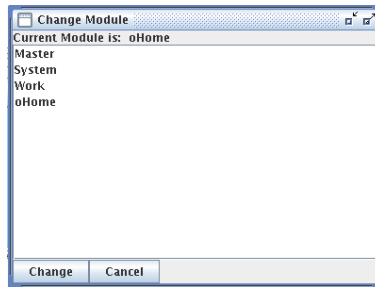 Change Module
Current Module is: oHome
Master
System
Work
oHome
Change Cancel